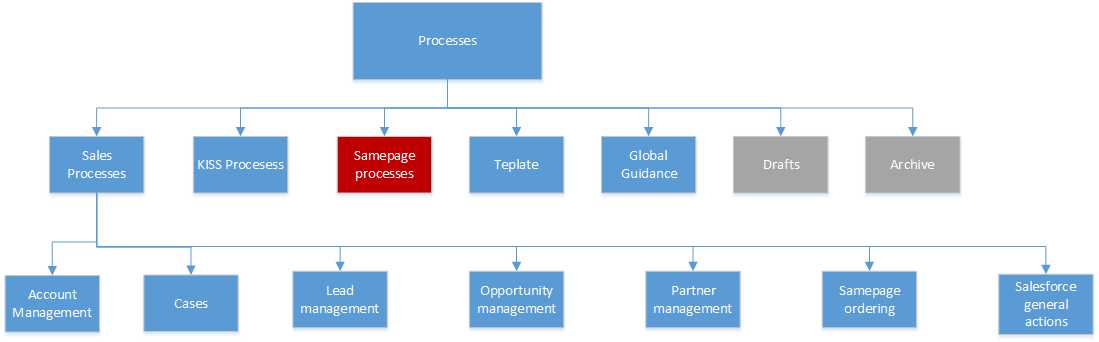 Processes
Sales
Processes
KISS Procesess
Samepage
processes
Teplate
Global
Guidance
Drafts
Archive
Account
Management
Cases
Lead
management
Opportunity
management
Partner
management
Samepage
ordering
Salesforce
general
actions